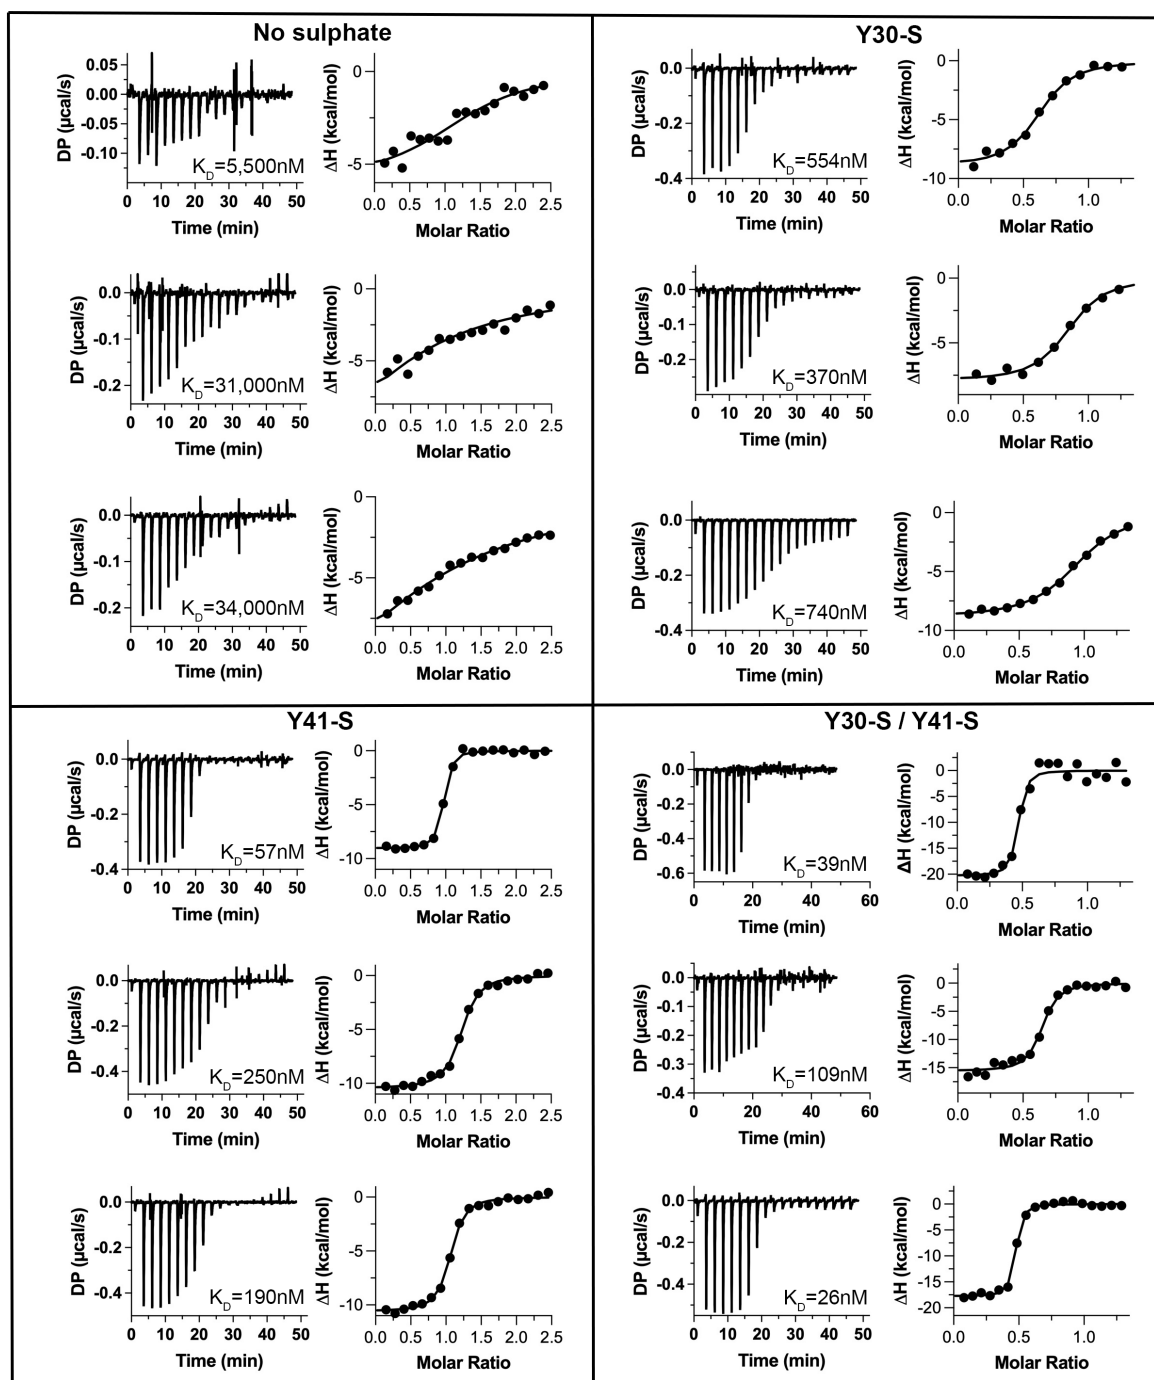 No sulphate
0.05
0.00
-0.05
-0.10
DP (µcal/s)
K_D=5,500nM
0 10 20 30 40 50
Time (min)
0
-5
ΔH (kcal/mol)
0.0 0.5 1.0 1.5 2.0 2.5
Molar Ratio
0.0
-0.1
-0.2
DP (µcal/s)
K_D=31,000nM
0 10 20 30 40 50
Time (min)
0
-5
ΔH (kcal/mol)
0.0 0.5 1.0 1.5 2.0 2.5
Molar Ratio
0.0
-0.1
-0.2
DP (µcal/s)
K_D=34,000nM
0 10 20 30 40 50
Time (min)
0
-5
ΔH (kcal/mol)
0.0 0.5 1.0 1.5 2.0 2.5
Molar Ratio
Y30-S
0.0
-0.2
-0.4
DP (µcal/s)
K_D=554nM
0 10 20 30 40 50
Time (min)
0
-5
-10
ΔH (kcal/mol)
0.0 0.5 1.0
Molar Ratio
0.0
-0.1
-0.2
DP (µcal/s)
K_D=370nM
0 10 20 30 40 50
Time (min)
0
-5
ΔH (kcal/mol)
0.0 0.5 1.0
Molar Ratio
0.0
-0.2
-0.4
DP (µcal/s)
K_D=740nM
0 10 20 30 40 50
Time (min)
0
-5
-10
ΔH (kcal/mol)
0.0 0.5 1.0
Molar Ratio
Y41-S
0.0
-0.2
-0.4
DP (µcal/s)
K_D=57nM
0 10 20 30 40 50
Time (min)
0
-5
-10
ΔH (kcal/mol)
0.0 0.5 1.0 1.5 2.0 2.5
Molar Ratio
0.0
-0.2
-0.4
DP (µcal/s)
K_D=250nM
0 10 20 30 40 50
Time (min)
0
-5
-10
ΔH (kcal/mol)
0.0 0.5 1.0 1.5 2.0 2.5
Molar Ratio
0.0
-0.2
-0.4
DP (µcal/s)
K_D=190nM
0 10 20 30 40 50
Time (min)
0
-5
-10
ΔH (kcal/mol)
0.0 0.5 1.0 1.5 2.0 2.5
Molar Ratio
Y30-S / Y41-S
0.0
-0.2
-0.4
-0.6
DP (µcal/s)
K_D=39nM
0 20 40 60
Time (min)
0
-5
-10
-15
-20
ΔH (kcal/mol)
0.0 0.5 1.0
Molar Ratio
0.0
-0.1
-0.2
-0.3
-0.4
DP (µcal/s)
K_D=109nM
0 20 40 60
Time (min)
0
-5
-10
-15
ΔH (kcal/mol)
0.0 0.5 1.0
Molar Ratio
0.0
-0.2
-0.4
DP (µcal/s)
K_D=26nM
0 10 20 30 40 50
Time (min)
0
-5
-10
-15
-20
ΔH (kcal/mol)
0.0 0.5 1.0
Molar Ratio